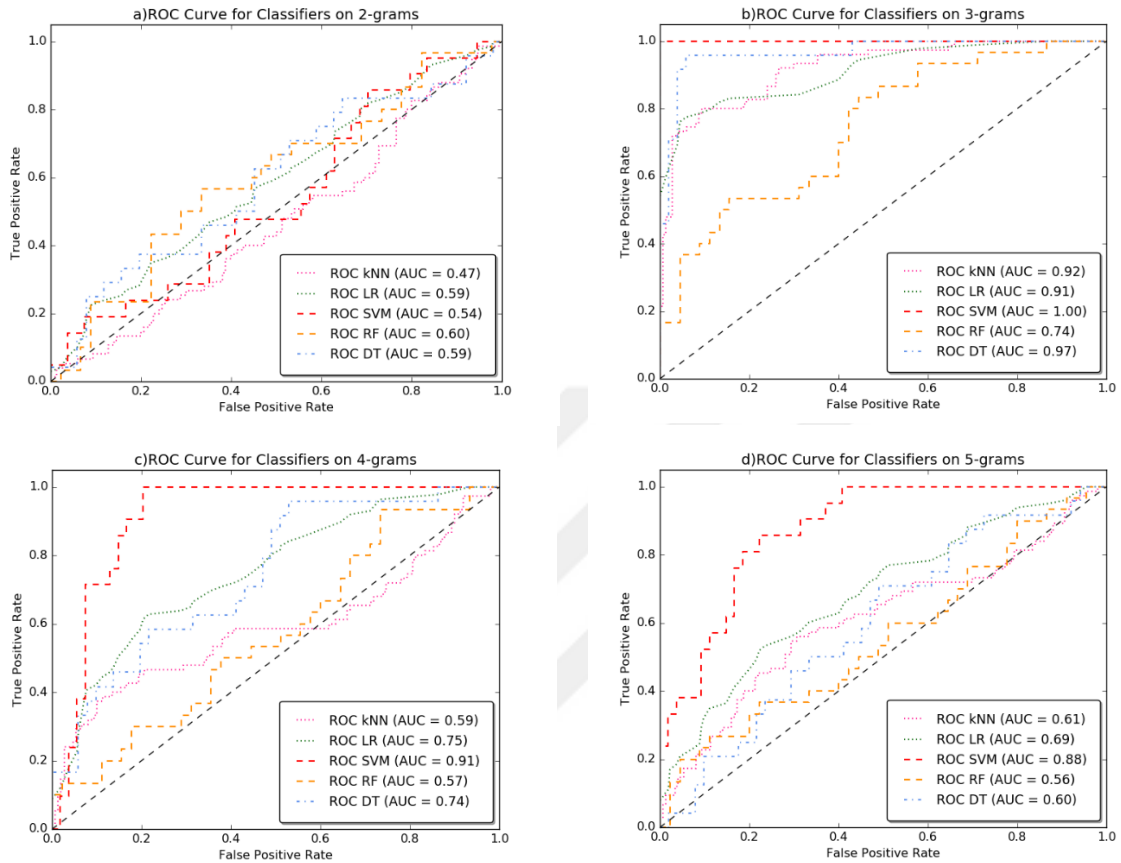 a)ROC Curve for Classifiers on 2-grams
1.0
0.8
0.6
0.4
0.2
0.0
True Positive Rate
ROC kNN (AUC = 0.47)
ROC LR (AUC = 0.59)
ROC SVM (AUC = 0.54)
ROC RF (AUC = 0.60)
ROC DT (AUC = 0.59)
0.0 0.2 0.4 0.6 0.8 1.0
False Positive Rate
b)ROC Curve for Classifiers on 3-grams
1.0
0.8
0.6
0.4
0.2
0.0
True Positive Rate
ROC kNN (AUC = 0.92)
ROC LR (AUC = 0.91)
ROC SVM (AUC = 1.00)
ROC RF (AUC = 0.74)
ROC DT (AUC = 0.97)
0.0 0.2 0.4 0.6 0.8 1.0
False Positive Rate
c)ROC Curve for Classifiers on 4-grams
1.0
0.8
0.6
0.4
0.2
0.0
True Positive Rate
ROC kNN (AUC = 0.59)
ROC LR (AUC = 0.75)
ROC SVM (AUC = 0.91)
ROC RF (AUC = 0.57)
ROC DT (AUC = 0.74)
0.0 0.2 0.4 0.6 0.8 1.0
False Positive Rate
d)ROC Curve for Classifiers on 5-grams
1.0
0.8
0.6
0.4
0.2
0.0
True Positive Rate
ROC kNN (AUC = 0.61)
ROC LR (AUC = 0.69)
ROC SVM (AUC = 0.88)
ROC RF (AUC = 0.56)
ROC DT (AUC = 0.60)
0.0 0.2 0.4 0.6 0.8 1.0
False Positive Rate